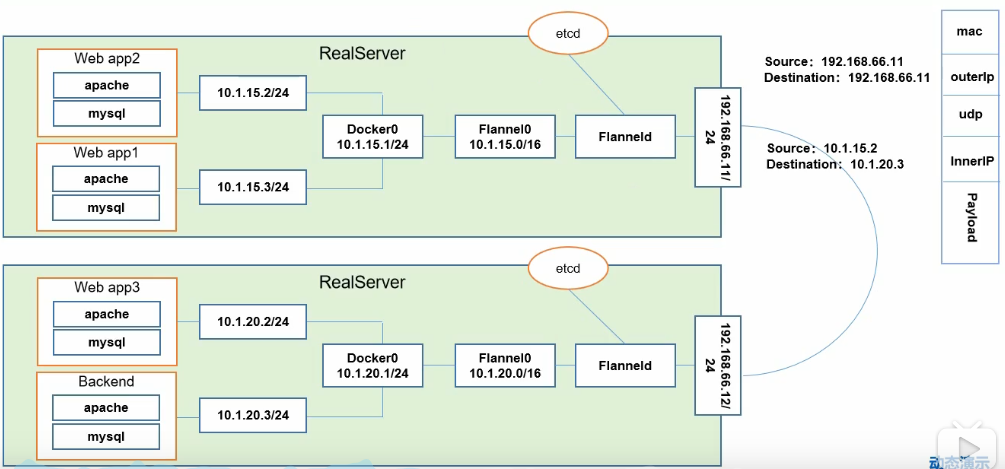 RealServer
etcd
Web app2
apache
mysql
10.1.15.2/24
Web app1
apache
mysql
10.1.15.3/24
Docker0
10.1.15.1/24
Flannel0
10.1.15.0/16
Flanneld
192.168.66.11/
24
Source：192.168.66.11
Destination：192.168.66.11
Source：10.1.15.2
Destination：10.1.20.3
mac
outerIp
udp
InnerIP
Payload
RealServer
etcd
Web app3
apache
mysql
10.1.20.2/24
Backend
apache
mysql
10.1.20.3/24
Docker0
10.1.20.1/24
Flannel0
10.1.20.0/16
Flanneld
192.168.66.12/
24
动态演示